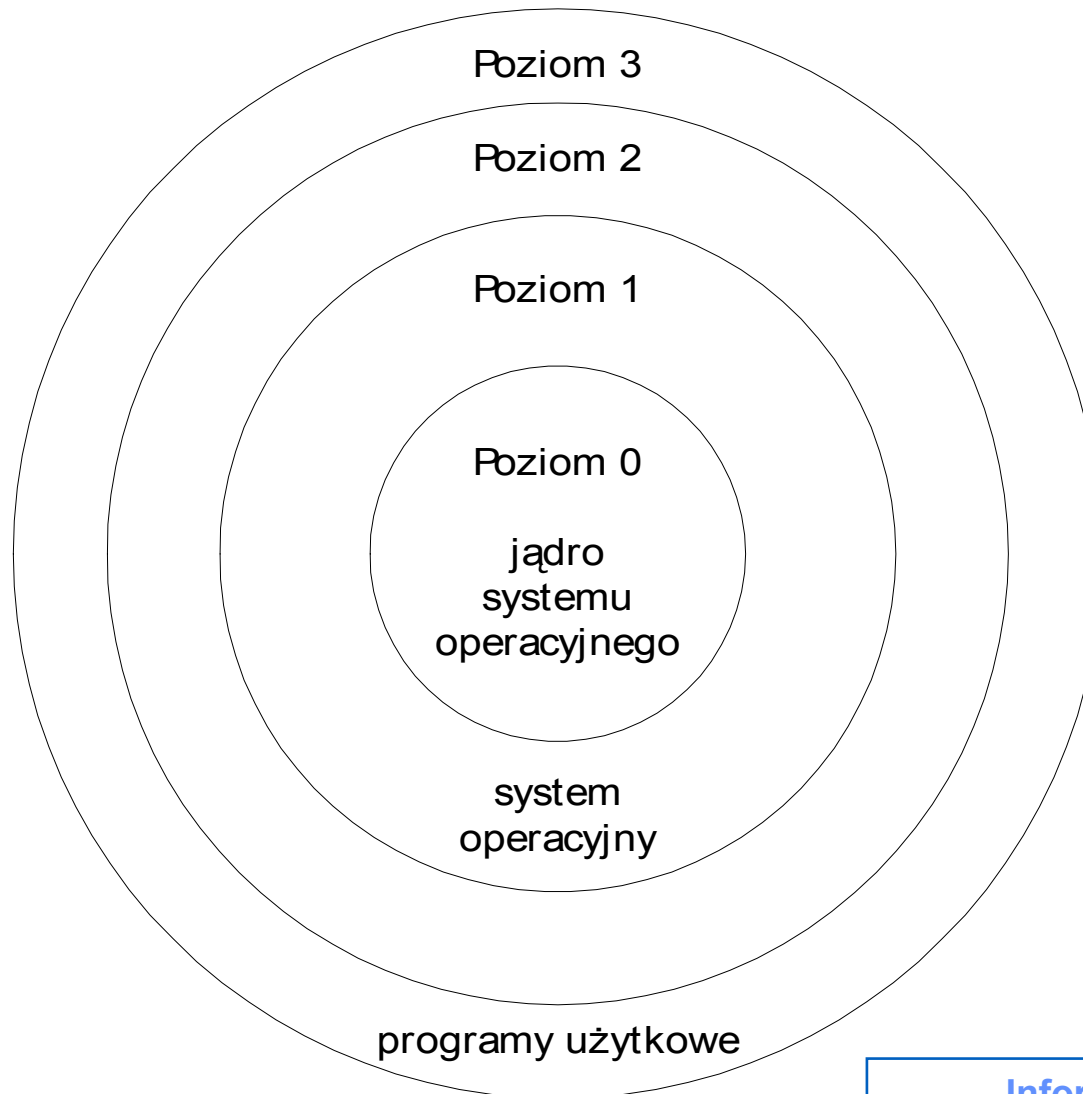 Poziom 3
Poziom 2
Poziom 1
Poziom 0
jądro
systemu
operacyjnego
system
operacyjny
programy użytkowe